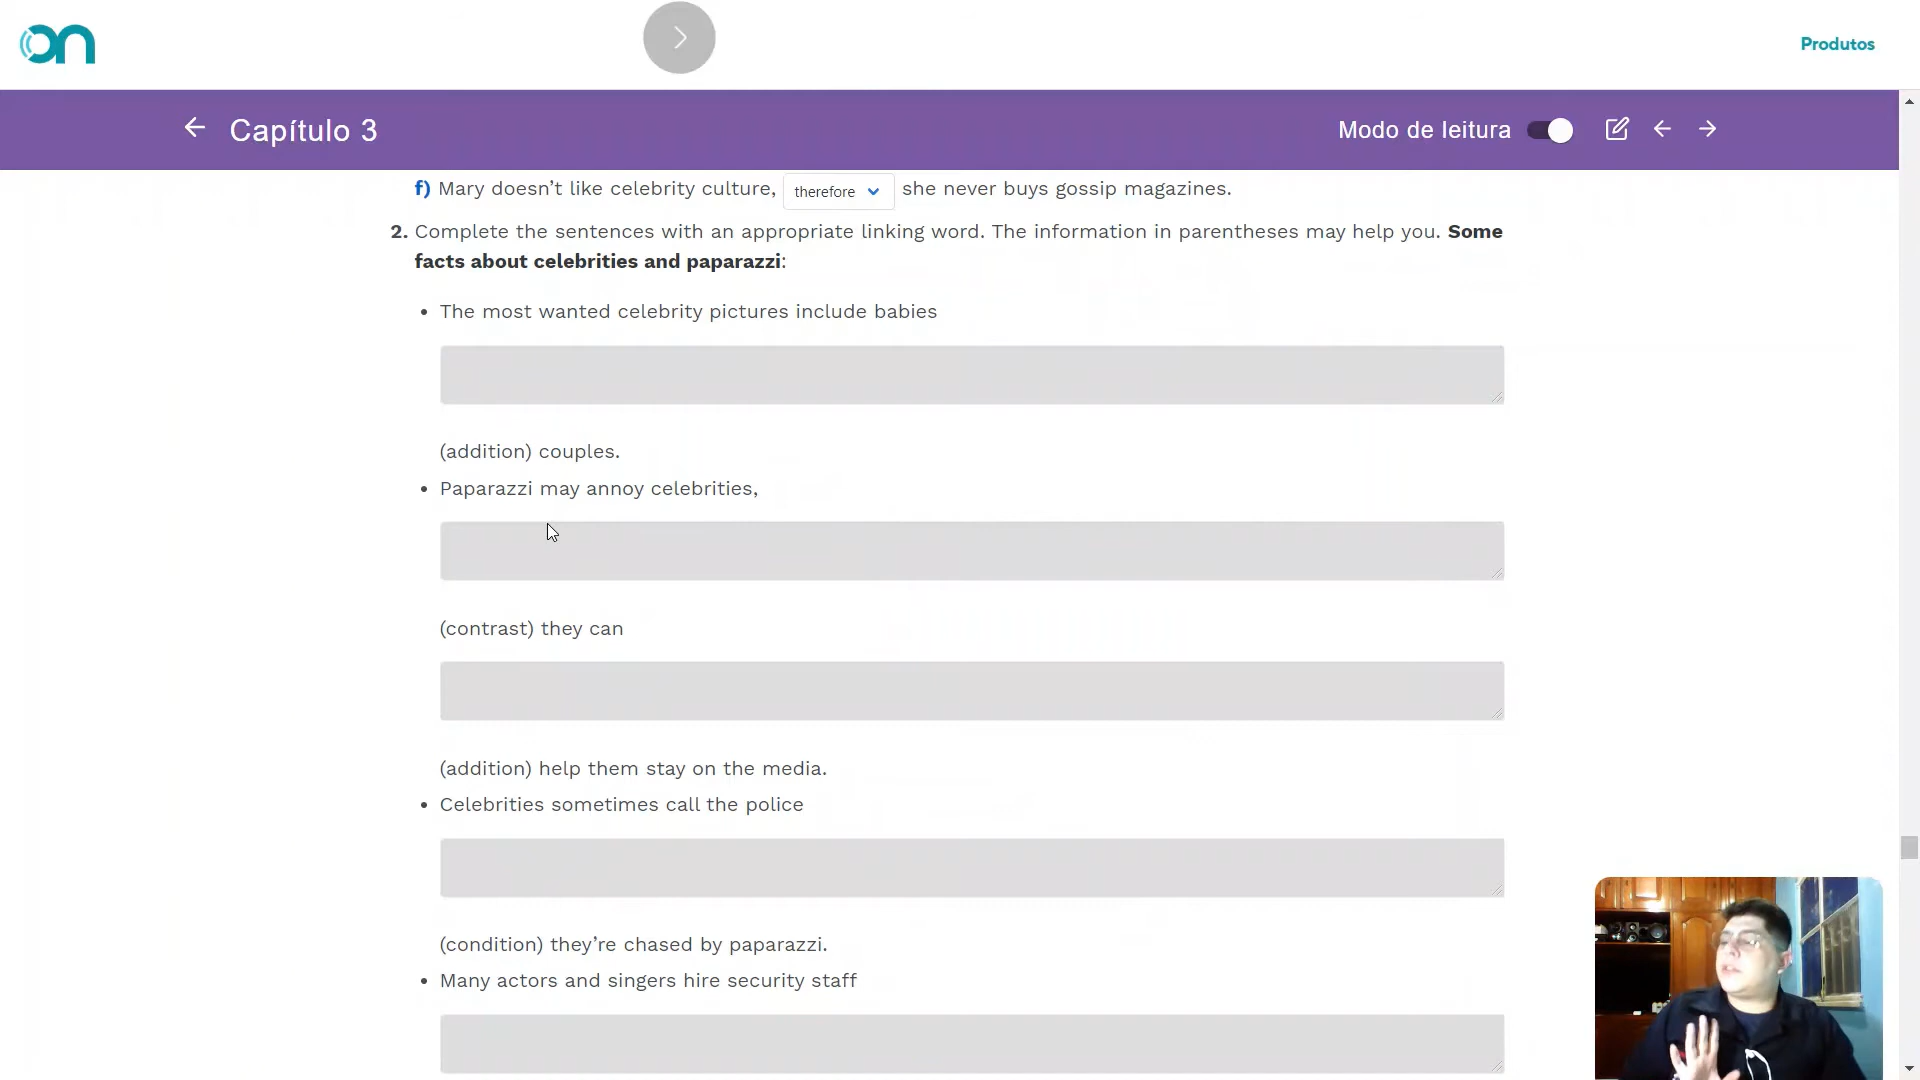 on
Produtos
Capítulo 3
Modo de leitura
f) Mary doesn’t like celebrity culture, therefore she never buys gossip magazines.
2. Complete the sentences with an appropriate linking word. The information in parentheses may help you. Some
facts about celebrities and paparazzi:
• The most wanted celebrity pictures include babies
(addition) couples.
• Paparazzi may annoy celebrities,
(contrast) they can
(addition) help them stay on the media.
• Celebrities sometimes call the police
(condition) they’re chased by paparazzi.
• Many actors and singers hire security staff